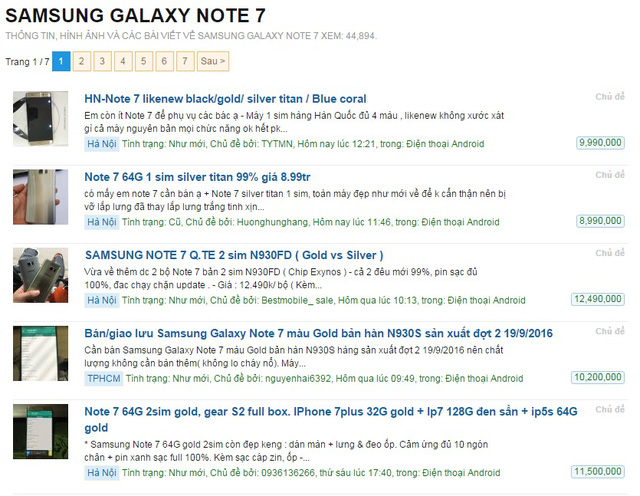 SAMSUNG GALAXY NOTE 7
THÔNG TIN, HÌNH ẢNH VÀ CÁC BÀI VIẾT VỀ SAMSUNG GALAXY NOTE 7 XEM: 44,894.
Trang 1 / 7 1 2 3 4 5 6 7 Sau >
HN-Note 7 likenew black/gold/ silver titan / Blue coral
Chủ đề
Em còn ít Note 7 để phụ vụ các bác ạ - Máy 1 sim hàng Hàn Quốc đủ 4 màu , likenew không xước xát
gì cả máy nguyên bản mọi chức năng ok hết pk...
Hà Nội Tình trạng: Như mới, Chủ đề bởi: TYTMN, Hôm nay lúc 12:21, trong: Điện thoại Android
9,990,000
Note 7 64G 1 sim silver titan 99% giá 8.99tr
Chủ đề
có mấy em note 7 cần bán ạ + Note 7 silver titan 1 sim, toàn máy đẹp như mới về để k cẩn thận nên bị
vỡ lắp lưng đã thay lắp lưng trắng tinh xịn...
Hà Nội Tình trạng: Cũ, Chủ đề bởi: Huonghunghang, Hôm nay lúc 11:46, trong: Điện thoại Android
8,990,000
SAMSUNG NOTE 7 Q.TE 2 sim N930FD ( Gold vs Silver )
Chủ đề
Vừa về thêm dc 2 bộ Note 7 bản 2 sim N930FD ( Chip Exynos ) - cả 2 đêu mới 99%, pin sạc đủ
100%, đac chạy chặn update . - Giá : 12.490k/ bộ ( Kèm...
Hà Nội Tình trạng: Như mới, Chủ đề bởi: Bestmobile_ sale, Hôm qua lúc 10:13, trong: Điện thoại Android
12,490,000
Bán/giao lưu Samsung Galaxy Note 7 màu Gold bản hàn N930S sản xuất đợt 2 19/9/2016
Chủ đề
Cần bán Samsung Galaxy Note 7 màu Gold bản hàn N930S hàng sản xuất đợt 2 19/9/2016 nên chất
lượng không cần bán thêm( không lo cháy nổ). Máy...
TPHCM Tình trạng: Như mới, Chủ đề bởi: nguyenhai6392, Hôm qua lúc 09:49, trong: Điện thoại Android
10,200,000
Note 7 64G 2sim gold, gear S2 full box. IPhone 7plus 32G gold + Ip7 128G đen sần + ip5s 64G
gold
Chủ đề
* Samsung Note 7 64G gold 2sim còn đẹp keng : dán màn + lưng & đeo ốp. Cảm ứng đủ 10 ngón
chân + pin xanh sạc full 100%. Kèm sạc cáp zin, ốp -...
Hà Nội Tình trạng: Như mới, Chủ đề bởi: 0936136266, thứ sáu lúc 17:40, trong: Điện thoại Android
11,500,000